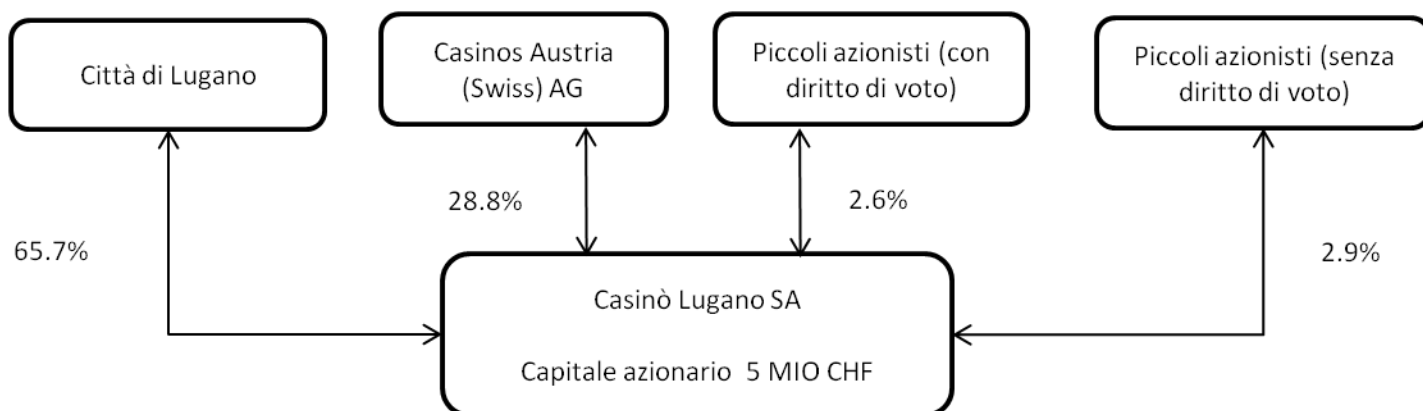 Città di Lugano
Casinos Austria
(Swiss) AG
Piccoli azionisti (con
diritto di voto)
Piccoli azionisti (senza
diritto di voto)
65.7%
28.8%
2.6%
2.9%
Casinò Lugano SA
Capitale azionario 5 MIO CHF